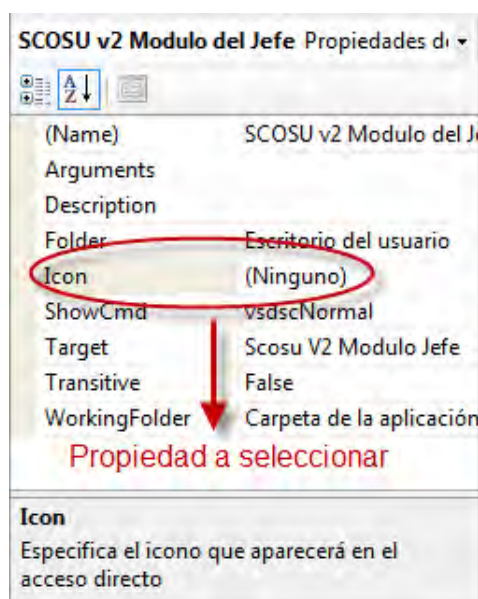 SCOSU v2 Modulo del Jefe Propiedades d
(Name) SCOSU v2 Modulo del J
Arguments
Description
Folder Escritorio del usuario
Icon (Ninguno)
ShowCmd vsdscNormal
Target Scosu V2 Modulo Jefe
Transitive False
WorkingFolder Carpeta de la aplicación
Propiedad a seleccionar
Icon
Especifica el icono que aparecerá en el
acceso directo